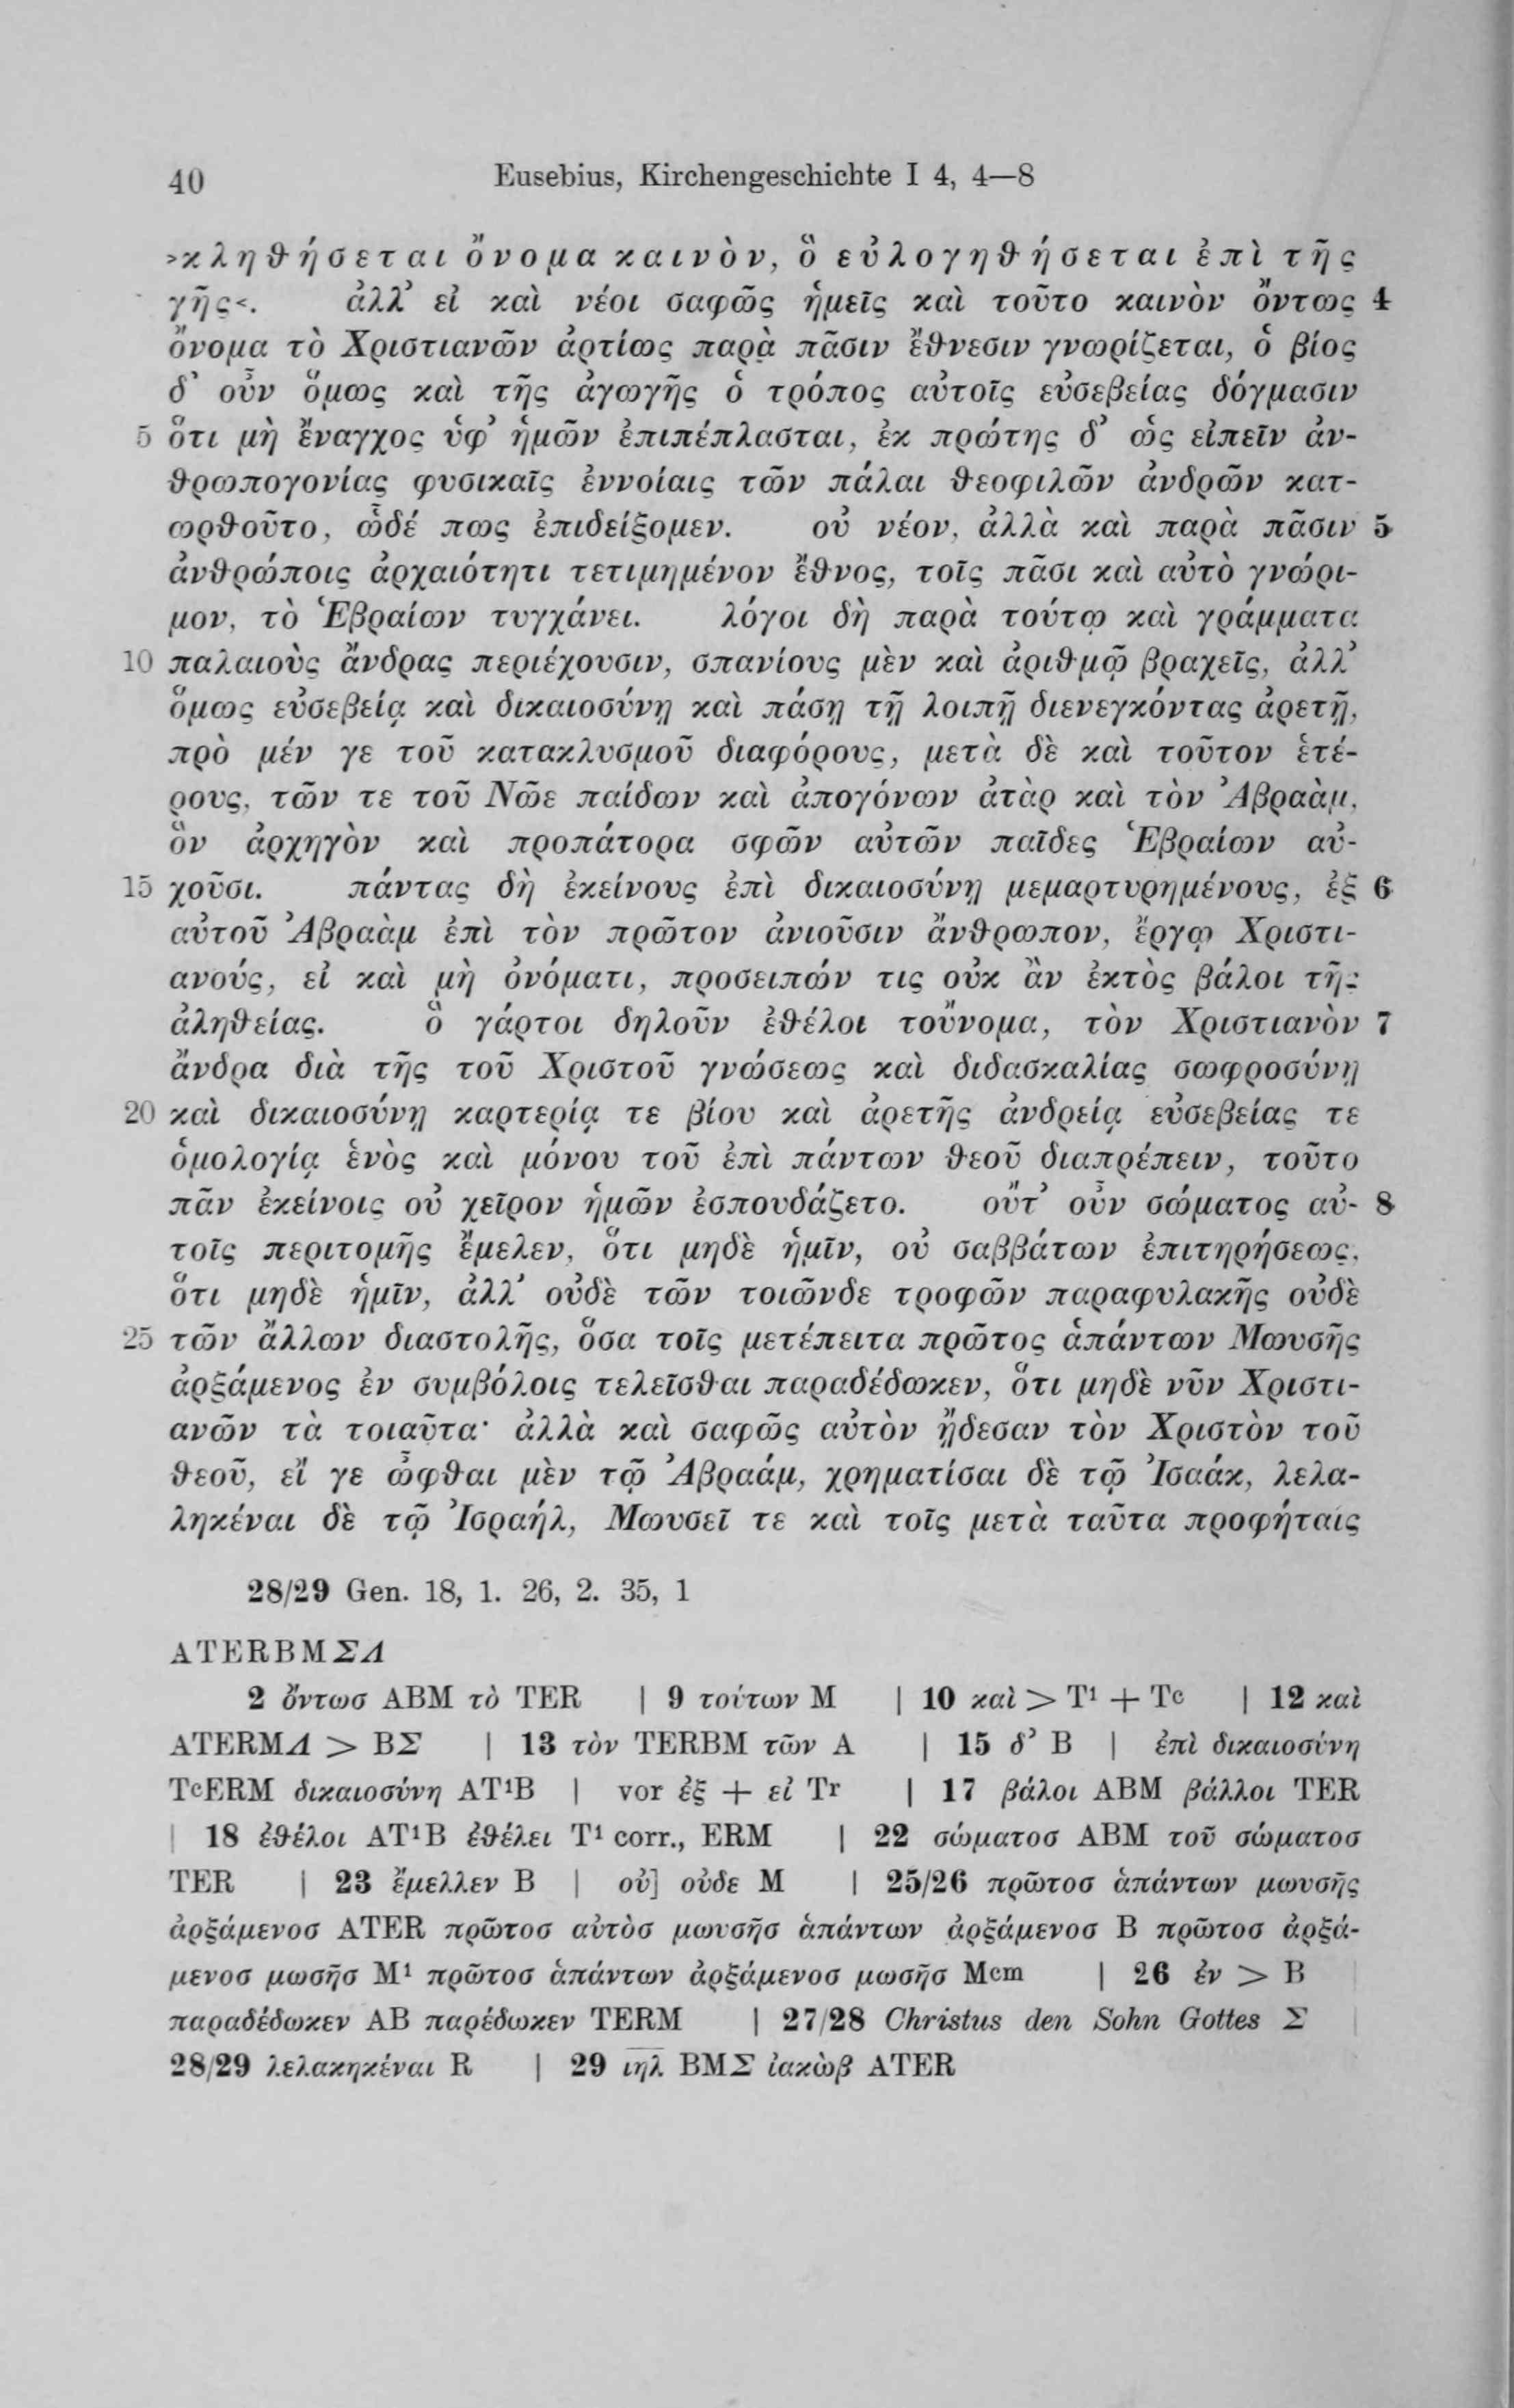 40 Eusebius, Kirchengeschichte I 4, 4—8
>κληθήσεται ὄνομα καινὸν, ὃ εὐλογηθήσεται ἐπὶ τῆς
γῆς<. ἀλλ’ εἰ καὶ νέοι σαφῶς ἡμεῖς καὶ τοῦτο καινὸν ὄντως 4
ὄνομα τὸ Χριστιανῶν ἀρτίως παρὰ πᾶσιν ἔθνεσιν γνωρίζεται, ὁ βίος
δ’ οὖν ὅμως καὶ τῆς ἀγωγῆς ὁ τρόπος αὐτοῖς εὐσεβείας δόγμασιν
5 ὅτι μὴ ἔναγχος ὑφ’ ἡμῶν ἐπιπέπλασται, ἐκ πρώτης δ’ ὡς εἰπεῖν ἀν-
θρωπογονίας φυσικαῖς ἐννοίαις τῶν πάλαι θεοφιλῶν ἀνδρῶν κατ-
ωρθοῦτο, ὧδέ πως ἐπιδείξομεν. οὐ νέον, ἀλλὰ καὶ παρὰ πᾶσιν 5
ἀνθρώποις ἀρχαιότητι τετιμημένον ἔθνος, τοῖς πᾶσι καὶ αὐτὸ γνώρι-
μον, τὸ Ἑβραίων τυγχάνει. λόγοι δὴ παρὰ τούτῳ καὶ γράμματα
10 παλαιοὺς ἄνδρας περιέχουσιν, σπανίους μὲν καὶ ἀριθμῷ βραχεῖς, ἀλλ’
ὅμως εὐσεβείᾳ καὶ δικαιοσύνῃ καὶ πάσῃ τῇ λοιπῇ διενεγκόντας ἀρετῇ,
πρὸ μέν γε τοῦ κατακλυσμοῦ διαφόρους, μετὰ δὲ καὶ τοῦτον ἑτέ-
ρους, τῶν τε τοῦ Νῶε παίδων καὶ ἀπογόνων ἀτὰρ καὶ τὸν Ἀβραὰμ,
ὃν ἀρχηγὸν καὶ προπάτορα σφῶν αὐτῶν παῖδες Ἑβραίων αὐ-
15 χοῦσι. πάντας δὴ ἐκείνους ἐπὶ δικαιοσύνῃ μεμαρτυρημένους, ἐξ 6
αὐτοῦ Ἀβραὰμ ἐπὶ τὸν πρῶτον ἀνιοῦσιν ἄνθρωπον, ἔργῳ Χριστι-
ανούς, εἰ καὶ μὴ ὀνόματι, προσειπών τις οὐκ ἂν ἐκτὸς βάλοι τῆς
ἀληθείας. ὃ γάρτοι δηλοῦν ἐθέλοι τοὔνομα, τὸν Χριστιανὸν 7
ἄνδρα διὰ τῆς τοῦ Χριστοῦ γνώσεως καὶ διδασκαλίας σωφροσύνῃ
20 καὶ δικαιοσύνῃ καρτερίᾳ τε βίου καὶ ἀρετῆς ἀνδρείᾳ εὐσεβείας τε
ὁμολογίᾳ ἑνὸς καὶ μόνου τοῦ ἐπὶ πάντων θεοῦ διαπρέπειν, τοῦτο
πᾶν ἐκείνοις οὐ χεῖρον ἡμῶν ἐσπουδάζετο. οὔτ’ οὖν σώματος αὐ- 8
τοῖς περιτομῆς ἔμελεν, ὅτι μηδὲ ἡμῖν, οὐ σαββάτων ἐπιτηρήσεως,
ὅτι μηδὲ ἡμῖν, ἀλλ’ οὐδὲ τῶν τοιῶνδε τροφῶν παραφυλακῆς οὐδὲ
25 τῶν ἄλλων διαστολῆς, ὅσα τοῖς μετέπειτα πρῶτος ἁπάντων Μωυσῆς
ἀρξάμενος ἐν συμβόλοις τελεῖσθαι παραδέδωκεν, ὅτι μηδὲ νῦν Χριστι-
ανῶν τὰ τοιαῦτα· ἀλλὰ καὶ σαφῶς αὐτὸν ᾔδεσαν τὸν Χριστὸν τοῦ
θεοῦ, εἴ γε ὦφθαι μὲν τῷ Ἀβραάμ, χρηματίσαι δὲ τῷ Ἰσαάκ, λελα-
ληκέναι δὲ τῷ Ἰσραήλ, Μωυσεῖ τε καὶ τοῖς μετὰ ταῦτα προφήταις
28/29 Gen. 18, 1. 26, 2. 35, 1
ATERBMΣΛ
2 ὄντωσ ABM τὸ TER | 9 τούτων M | 10 καὶ > T¹ + Tc | 12 καὶ
ATERMΛ > BΣ | 13 τὸν TERBM τῶν A | 15 δ’ B | ἐπὶ δικαιοσύνη
TcERM δικαιοσύνη AT¹B | vor ἐξ + εἰ Tr | 17 βάλοι ABM βάλλοι TER
| 18 ἐθέλοι AT¹B ἐθέλει T¹ corr., ERM | 22 σώματοσ ABM τοῦ σώματοσ
TER | 23 ἔμελλεν B | οὐ] οὐδε M | 25/26 πρῶτοσ ἁπάντων μωυσῆς
ἀρξάμενοσ ATER πρῶτοσ αὐτὸσ μωυσῆσ ἁπάντων ἀρξάμενοσ B πρῶτοσ ἀρξά-
μενοσ μωσῆσ M¹ πρῶτοσ ἁπάντων ἀρξάμενοσ μωσῆσ Mcm | 26 ἐν > B
παραδέδωκεν AB παρέδωκεν TERM | 27/28 Christus den Sohn Gottes Σ
28/29 λελακηκέναι R | 29 ιηλ BMΣ ἰακὼβ ATER